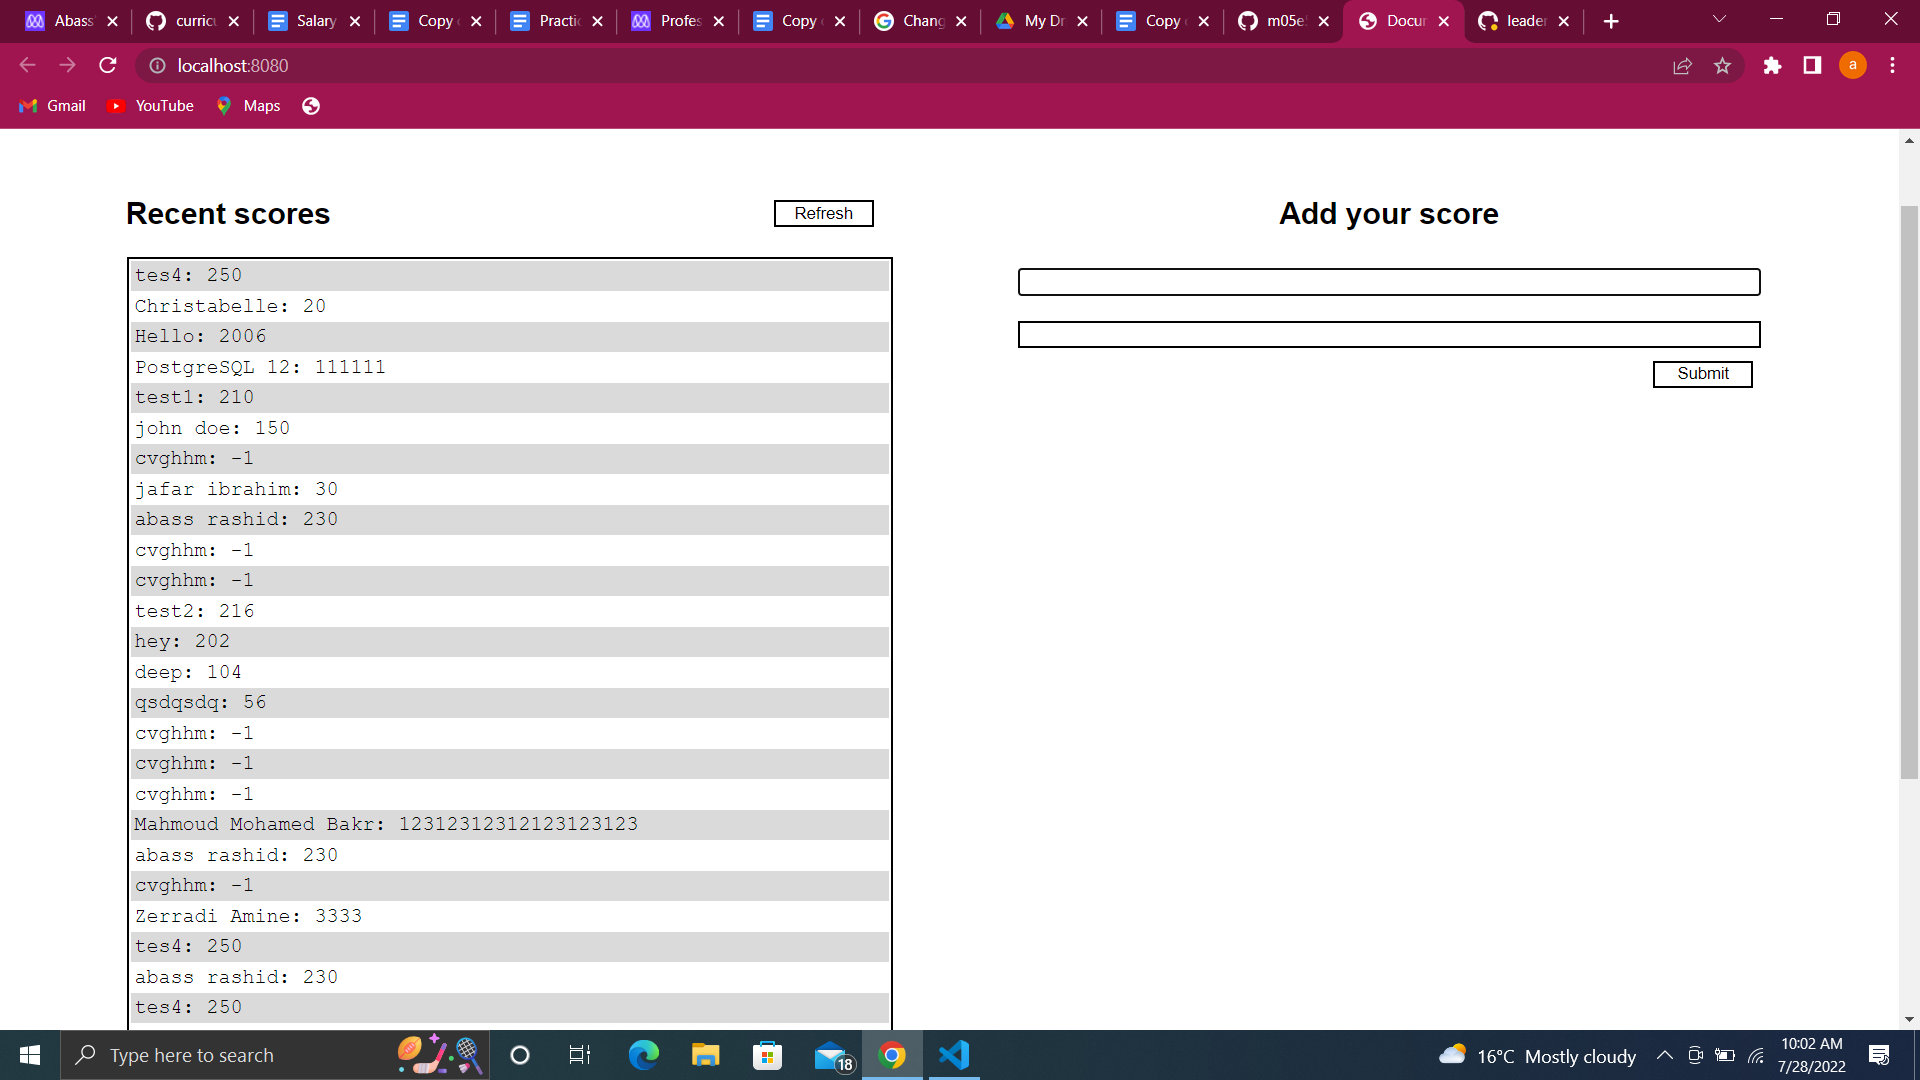 Abass
curricu
Salary
Copy
Practic
Profes
Copy
Chang
My Dr
Copy
m05e
Docum
leader
localhost:8080
a
Gmail
YouTube
Maps
Recent scores
Refresh
Add your score
tes4: 250
Christabelle: 20
Hello: 2006
PostgreSQL 12: 111111
test1: 210
john doe: 150
cvghhm: -1
jafar ibrahim: 30
abass rashid: 230
cvghhm: -1
cvghhm: -1
test2: 216
hey: 202
deep: 104
qsdqsdq: 56
cvghhm: -1
cvghhm: -1
cvghhm: -1
Mahmoud Mohamed Bakr: 12312312312123123123
abass rashid: 230
cvghhm: -1
Zerradi Amine: 3333
tes4: 250
abass rashid: 230
tes4: 250
Submit
Type here to search
18
16°C Mostly cloudy
10:02 AM
7/28/2022